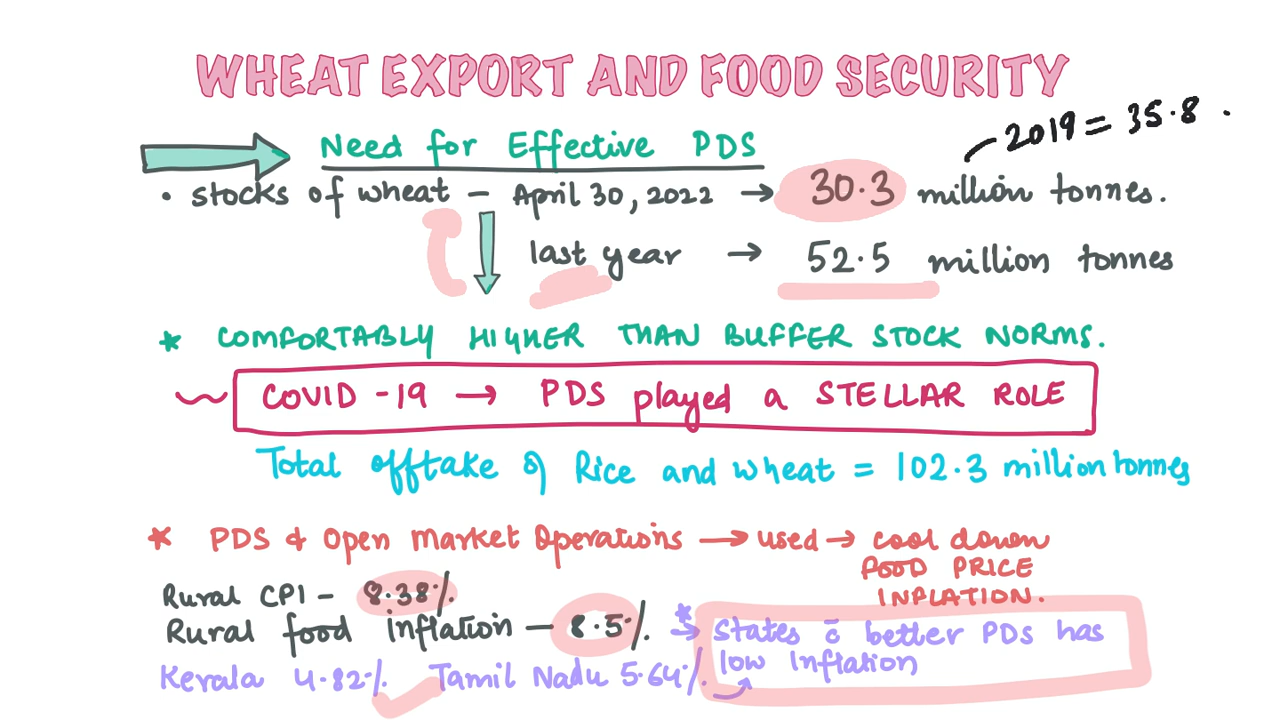 WHEAT EXPORT AND FOOD SECURITY
2019 = 35.8
Need for Effective PDS
• stocks of wheat – April 30, 2022 → 30.3 million tonnes.
last year → 52.5 million tonnes
* COMFORTABLY HIGHER THAN BUFFER STOCK NORMS.
COVID-19 → PDS played a STELLAR ROLE
Total offtake of Rice and wheat = 102.3 million tonnes
* PDS & Open Market Operations → used → cool down
FOOD PRICE
INFLATION.
Rural CPI – 8.38%
Rural food inflation – 8.5%.
* → States c̄ better PDS has
low Inflation
Kerala 4.82%. Tamil Nadu 5.64%.